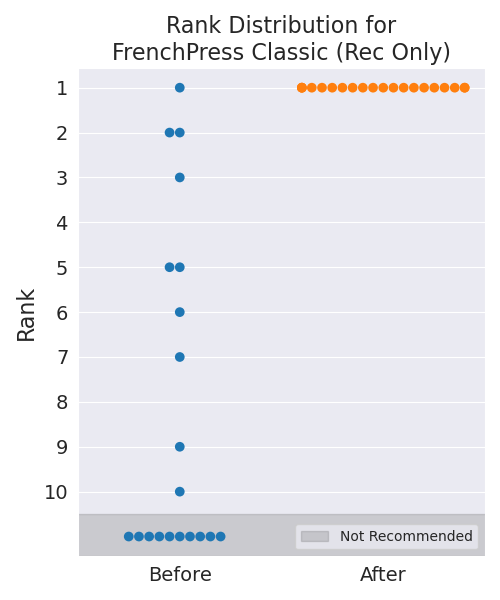 Rank Distribution for
FrenchPress Classic (Rec Only)
Rank
1
2
3
4
5
6
7
8
9
10
Not Recommended
Before After